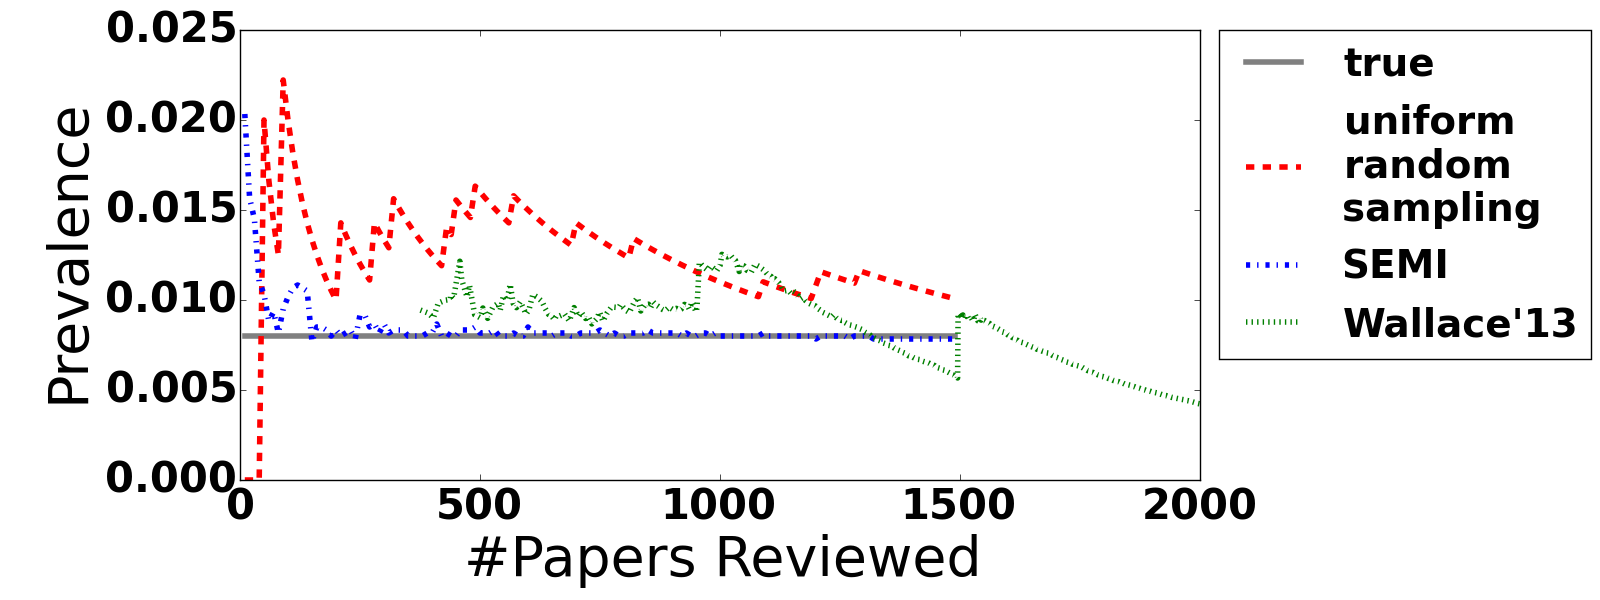 0.025
0.020
0.015
0.010
0.005
0.000
Prevalence
0
500
1000
1500
2000
#Papers Reviewed
true
uniform
random
sampling
SEMI
Wallace'13